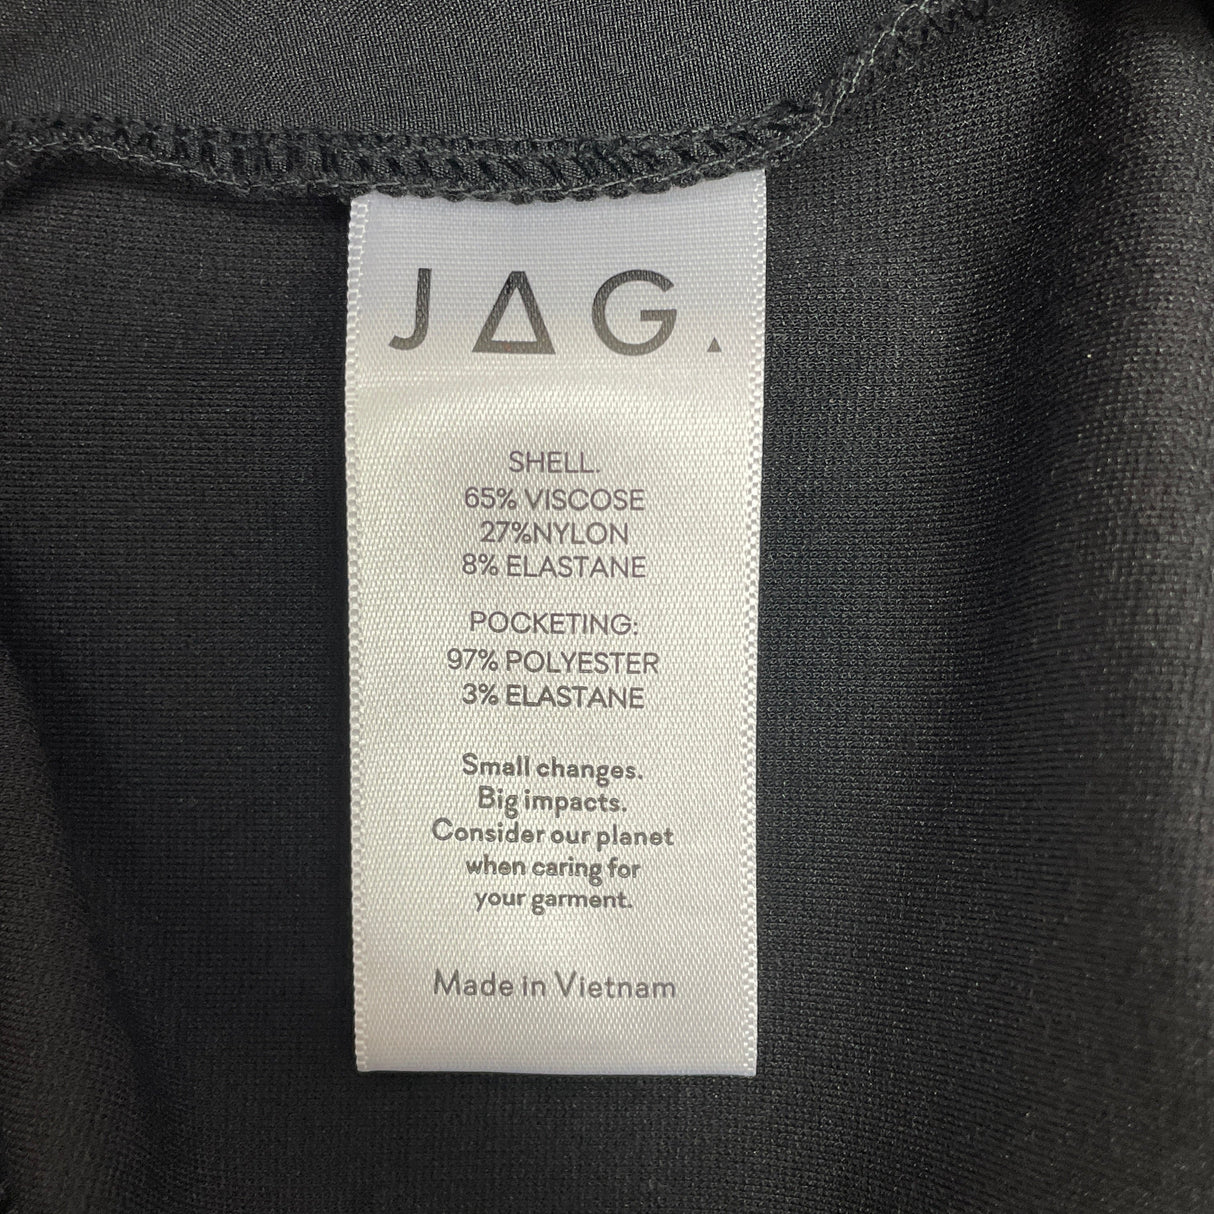 JAG.
SHELL.
65% VISCOSE
27%NYLON
8% ELASTANE
POCKETING:
97% POLYESTER
3% ELASTANE
Small changes.
Big impacts.
Consider our planet
when caring for
your garment.
Made in Vietnam